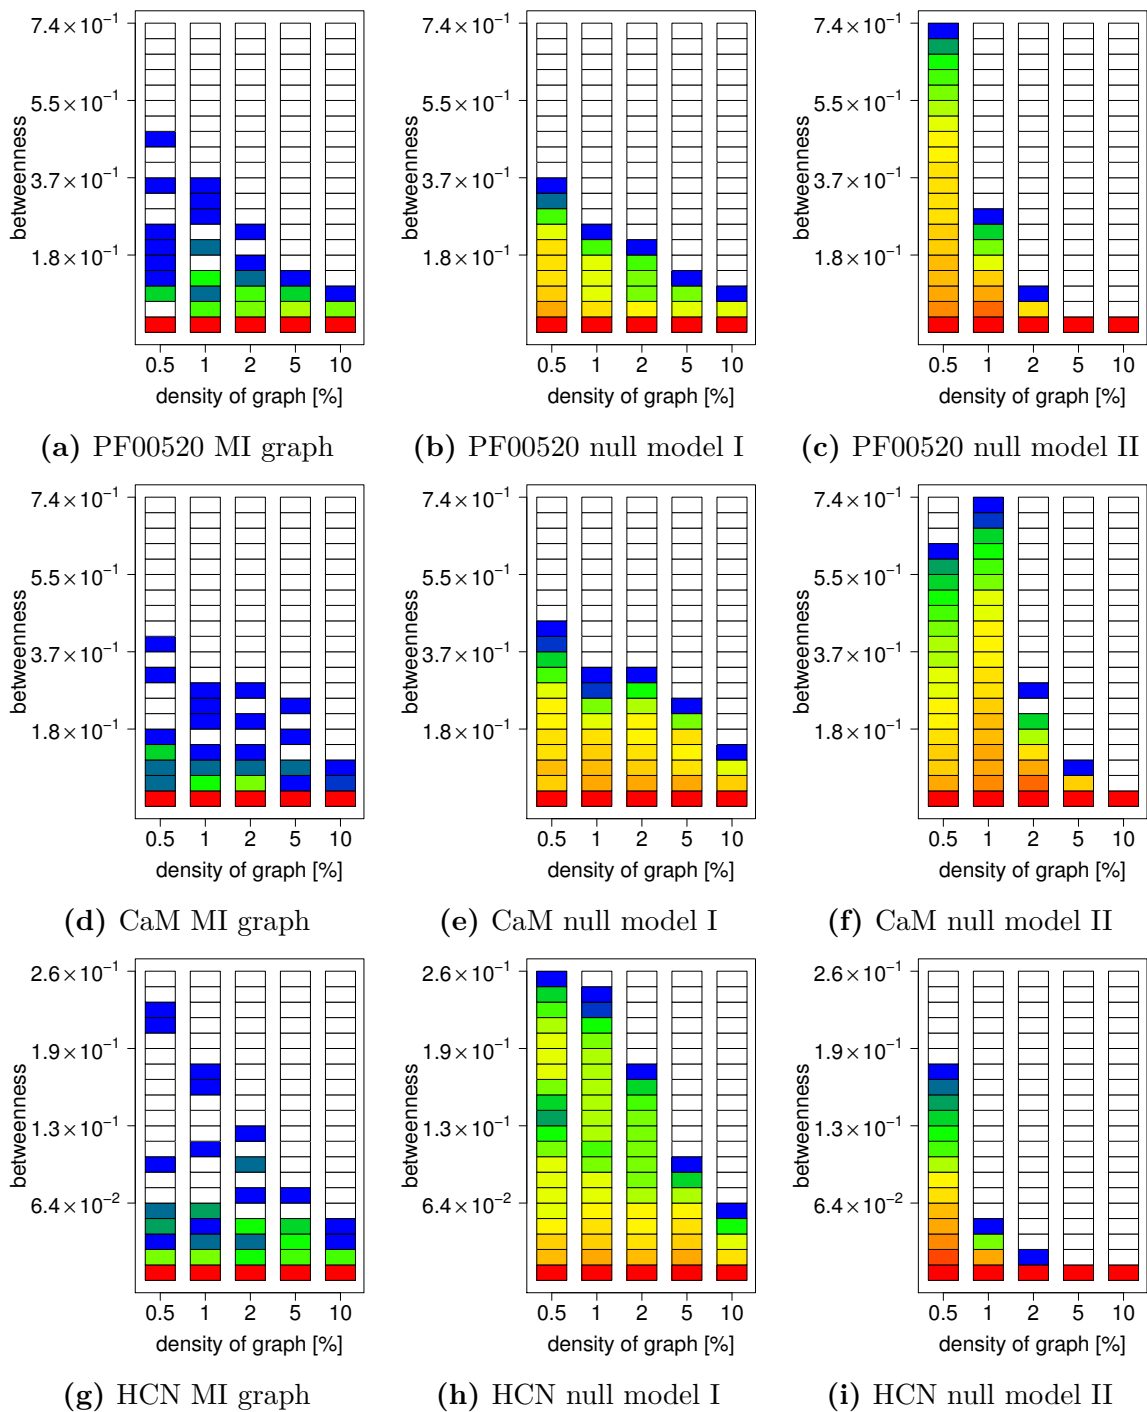 betweenness
7.4 × 10⁻¹
5.5 × 10⁻¹
3.7 × 10⁻¹
1.8 × 10⁻¹
0.5 1 2 5 10
density of graph [%]
(a) PF00520 MI graph
betweenness
7.4 × 10⁻¹
5.5 × 10⁻¹
3.7 × 10⁻¹
1.8 × 10⁻¹
0.5 1 2 5 10
density of graph [%]
(b) PF00520 null model I
betweenness
7.4 × 10⁻¹
5.5 × 10⁻¹
3.7 × 10⁻¹
1.8 × 10⁻¹
0.5 1 2 5 10
density of graph [%]
(c) PF00520 null model II
betweenness
7.4 × 10⁻¹
5.5 × 10⁻¹
3.7 × 10⁻¹
1.8 × 10⁻¹
0.5 1 2 5 10
density of graph [%]
(d) CaM MI graph
betweenness
7.4 × 10⁻¹
5.5 × 10⁻¹
3.7 × 10⁻¹
1.8 × 10⁻¹
0.5 1 2 5 10
density of graph [%]
(e) CaM null model I
betweenness
7.4 × 10⁻¹
5.5 × 10⁻¹
3.7 × 10⁻¹
1.8 × 10⁻¹
0.5 1 2 5 10
density of graph [%]
(f) CaM null model II
betweenness
2.6 × 10⁻¹
1.9 × 10⁻¹
1.3 × 10⁻¹
6.4 × 10⁻²
0.5 1 2 5 10
density of graph [%]
(g) HCN MI graph
betweenness
2.6 × 10⁻¹
1.9 × 10⁻¹
1.3 × 10⁻¹
6.4 × 10⁻²
0.5 1 2 5 10
density of graph [%]
(h) HCN null model I
betweenness
2.6 × 10⁻¹
1.9 × 10⁻¹
1.3 × 10⁻¹
6.4 × 10⁻²
0.5 1 2 5 10
density of graph [%]
(i) HCN null model II